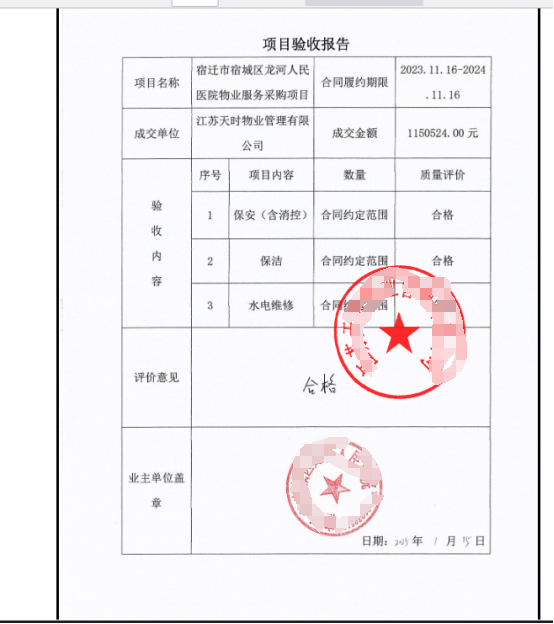 项目验收报告
项目名称
宿迁市宿城区龙河人民
医院物业服务采购项目
合同履约期限
2023.11.16-2024
.11.16
成交单位
江苏天时物业管理有限
公司
成交金额
1150524.00 元
验收内容
序号 项目内容 数量 质量评价
1 保安（含消控） 合同约定范围 合格
2 保洁 合同约定范围 合格
3 水电维修 合同约 范围
评价意见
合格
业主单位盖
章
日期： 年 1 月 15 日